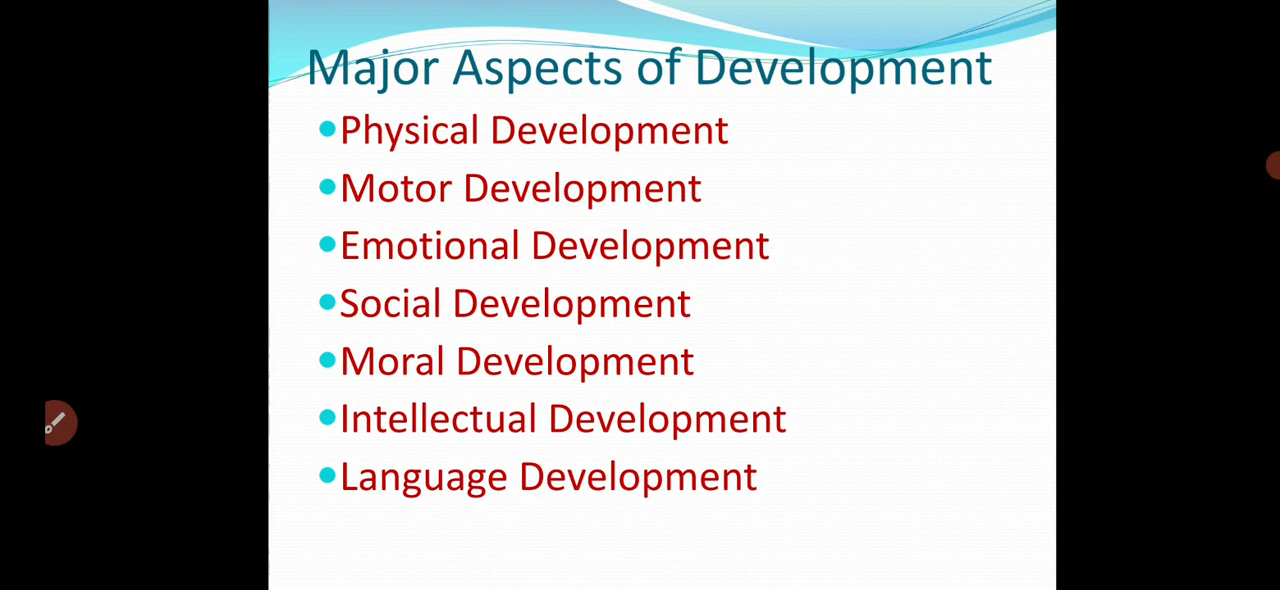 Major Aspects of Development
Physical Development
Motor Development
Emotional Development
Social Development
Moral Development
Intellectual Development
Language Development